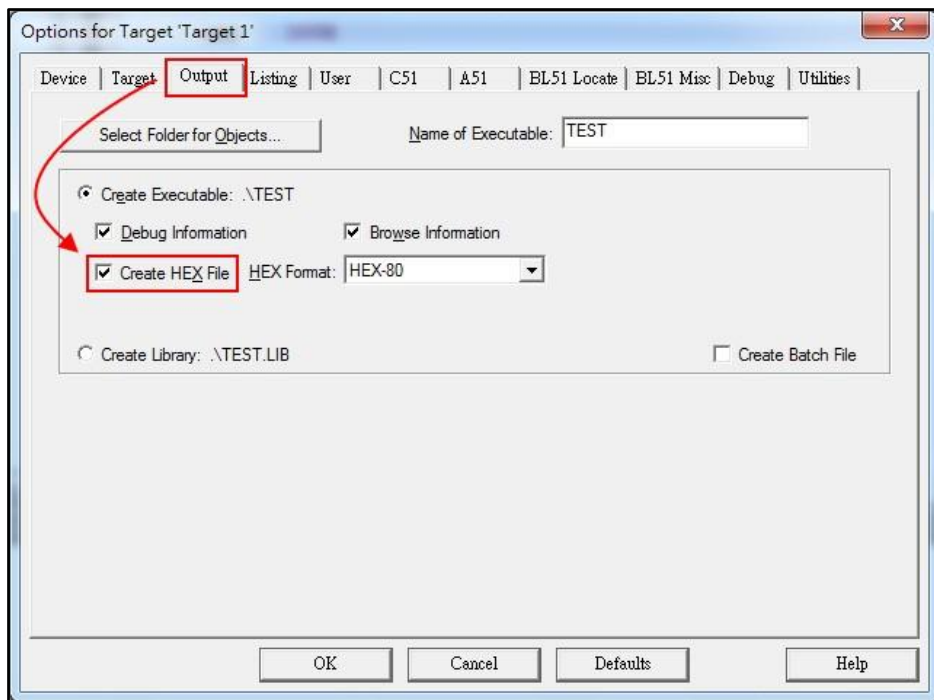 Options for Target 'Target 1'
Device Target Output Listing User C51 A51 BL51 Locate BL51 Misc Debug Utilities
Select Folder for Objects... Name of Executable: TEST
Create Executable: .\TEST
Debug Information Browse Information
Create HEX File HEX Format: HEX-80
Create Library: .\TEST.LIB Create Batch File
OK Cancel Defaults Help